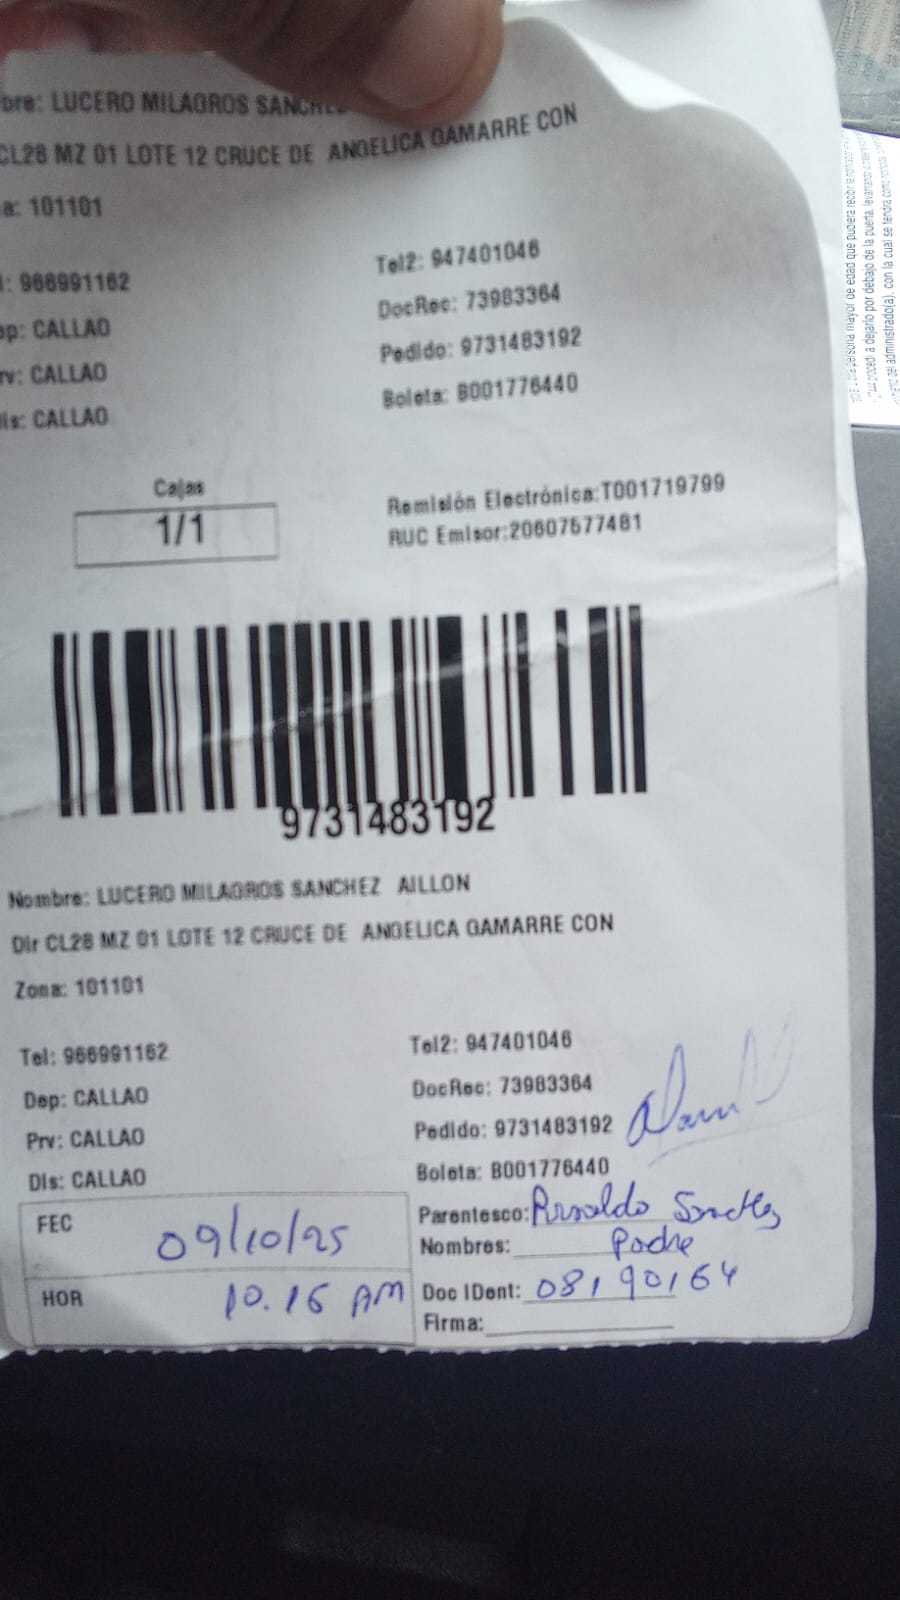 bre: LUCERO MILAGROS SANCHEZ
CL28 MZ 01 LOTE 12 CRUCE DE ANGELICA GAMARRE CON
a: 101101
l: 966991162
Tel2: 947401046
DocRec: 73983364
ep: CALLAO
Pedido: 9731483192
rv: CALLAO
Boleta: B001776440
is: CALLAO
Cajas
1/1
Remisión Electrónica:T001719799
RUC Emisor:20607577481
9731483192
Nombre: LUCERO MILAGROS SANCHEZ AILLON
Dir CL28 MZ 01 LOTE 12 CRUCE DE ANGELICA GAMARRE CON
Zona: 101101
Tel: 966991162
Tel2: 947401046
Dep: CALLAO
DocRec: 73983364
Prv: CALLAO
Pedido: 9731483192
Dis: CALLAO
Boleta: B001776440
FEC 09/10/25
Parentesco: Sanchez
Nombres: Padre
HOR 10.16 AM
Doc IDent: 08190164
Firma: